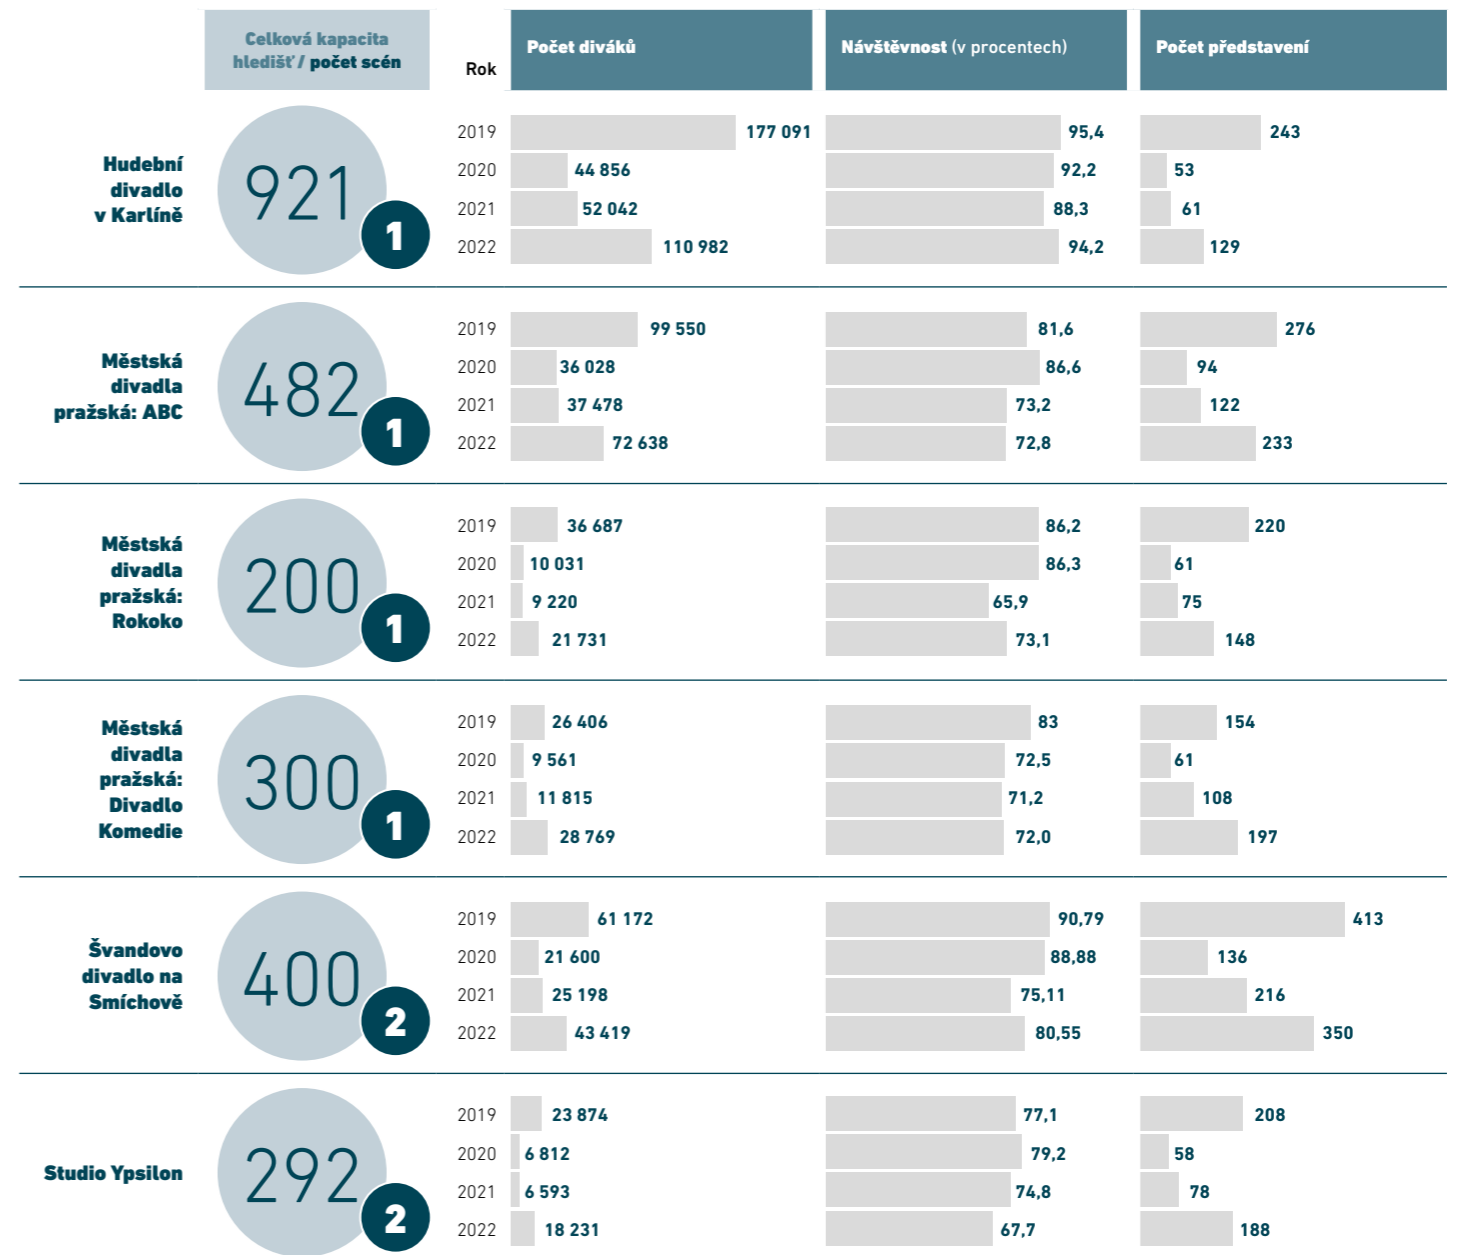 Celková kapacita
hledišť / počet scén
Rok
Počet diváků
Návštěvnost (v procentech)
Počet představení
Hudební
divadlo
v Karlíně
921
1
2019 177 091 95,4 243
2020 44 856 92,2 53
2021 52 042 88,3 61
2022 110 982 94,2 129
Městská
divadla
pražská: ABC
482
1
2019 99 550 81,6 276
2020 36 028 86,6 94
2021 37 478 73,2 122
2022 72 638 72,8 233
Městská
divadla
pražská:
Rokoko
200
1
2019 36 687 86,2 220
2020 10 031 86,3 61
2021 9 220 65,9 75
2022 21 731 73,1 148
Městská
divadla
pražská:
Divadlo
Komedie
300
1
2019 26 406 83 154
2020 9 561 72,5 61
2021 11 815 71,2 108
2022 28 769 72,0 197
Švandovo
divadlo na
Smíchově
400
2
2019 61 172 90,79 413
2020 21 600 88,88 136
2021 25 198 75,11 216
2022 43 419 80,55 350
Studio Ypsilon
292
2
2019 23 874 77,1 208
2020 6 812 79,2 58
2021 6 593 74,8 78
2022 18 231 67,7 188